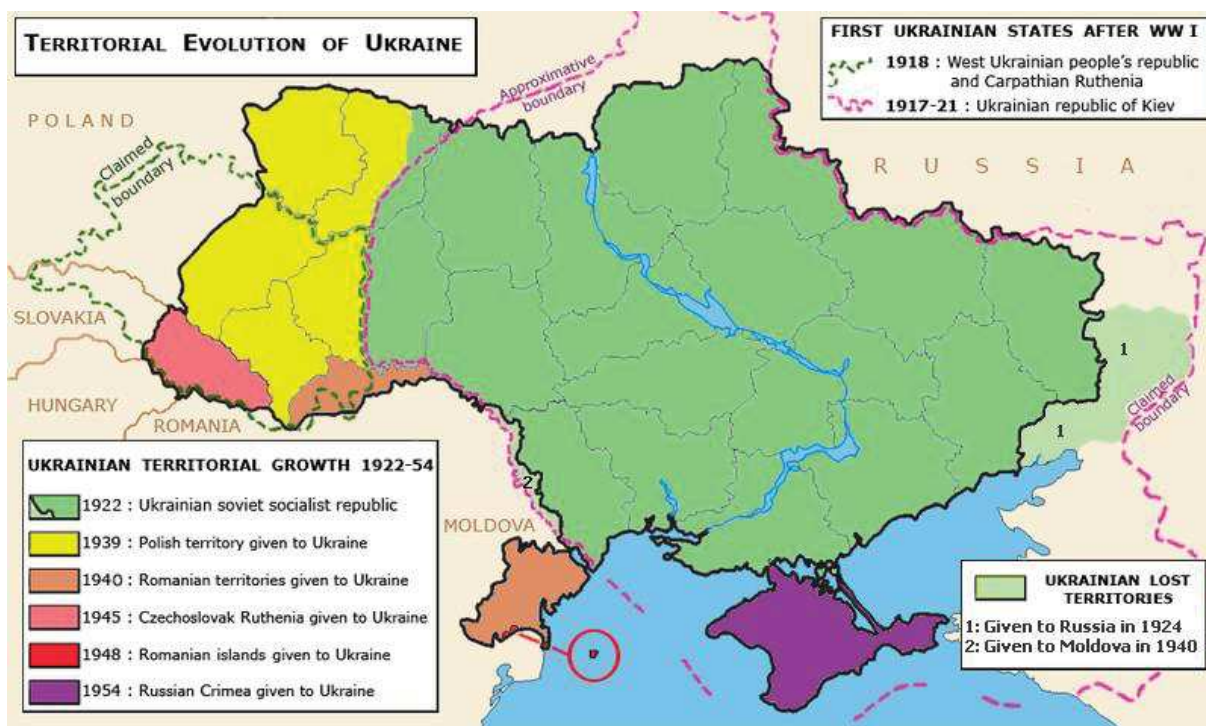 TERRITORIAL EVOLUTION OF UKRAINE
FIRST UKRAINIAN STATES AFTER WW I
1918 : West Ukrainian people's republic
and Carpathian Ruthenia
1917-21 : Ukrainian republic of Kiev
Approximative
boundary
POLAND
Claimed
boundary
RUSSIA
SLOVAKIA
HUNGARY
ROMANIA
1
1
Claimed
boundary
2
MOLDOVA
UKRAINIAN TERRITORIAL GROWTH 1922-54
1922 : Ukrainian soviet socialist republic
1939 : Polish territory given to Ukraine
1940 : Romanian territories given to Ukraine
1945 : Czechoslovak Ruthenia given to Ukraine
1948 : Romanian islands given to Ukraine
1954 : Russian Crimea given to Ukraine
UKRAINIAN LOST
TERRITORIES
1: Given to Russia in 1924
2: Given to Moldova in 1940